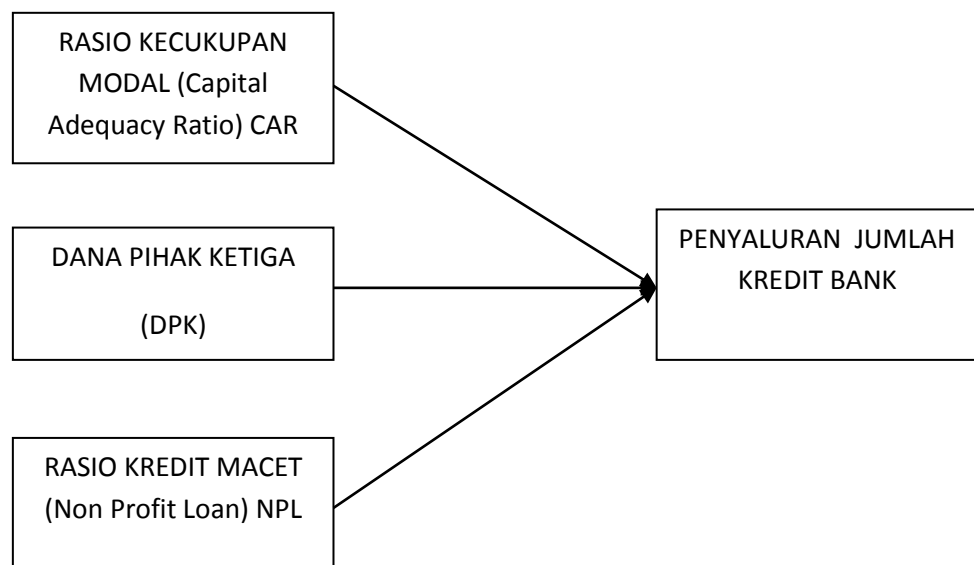 RASIO KECUKUPAN
MODAL (Capital
Adequacy Ratio) CAR
DANA PIHAK KETIGA
(DPK)
RASIO KREDIT MACET
(Non Profit Loan) NPL
PENYALURAN JUMLAH
KREDIT BANK